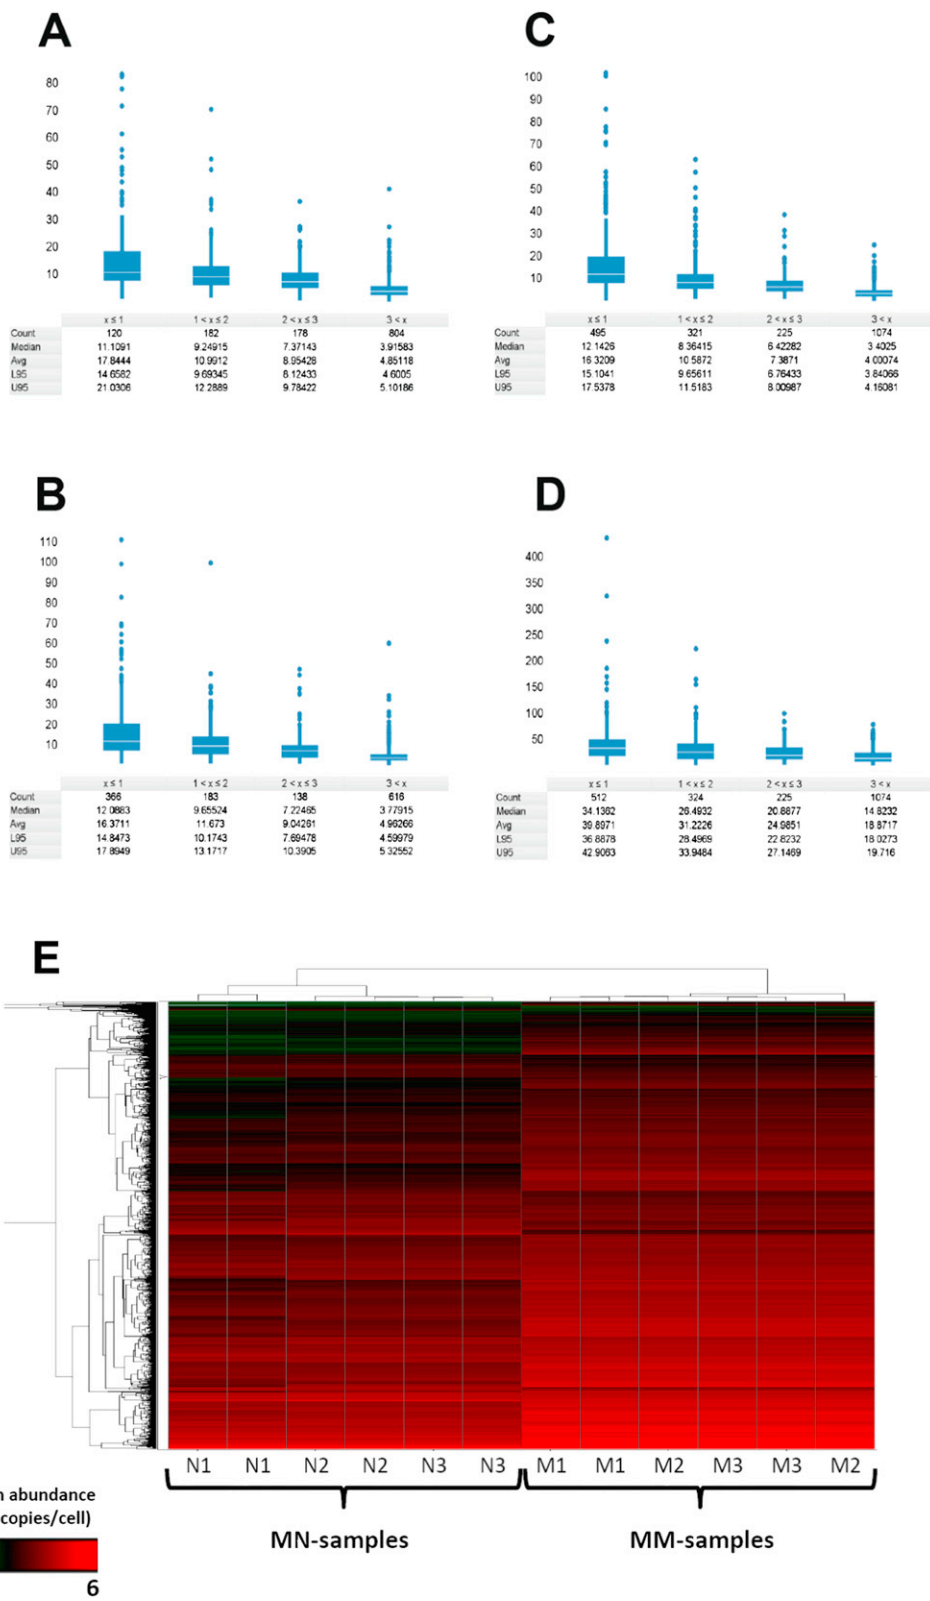 A
80
70
60
50
40
30
20
10
x ≤ 1 1 < x ≤ 2 2 < x ≤ 3 3 < x
Count 120 182 178 804
Median 11.1091 9.24915 7.37143 3.91583
Avg 17.8444 10.9912 8.95428 4.85118
L95 14.6582 9.69345 8.12433 4.6005
U95 21.0306 12.2889 9.78422 5.10186
C
100
90
80
70
60
50
40
30
20
10
x ≤ 1 1 < x ≤ 2 2 < x ≤ 3 3 < x
Count 495 321 225 1074
Median 12.1426 8.36415 6.42282 3.4025
Avg 16.3209 10.5872 7.3871 4.00074
L95 15.1041 9.65611 6.76433 3.84066
U95 17.5378 11.5183 8.00987 4.16081
B
110
100
90
80
70
60
50
40
30
20
10
x ≤ 1 1 < x ≤ 2 2 < x ≤ 3 3 < x
Count 366 183 138 616
Median 12.0883 9.65524 7.22465 3.77915
Avg 16.3711 11.673 9.04261 4.96266
L95 14.8473 10.1743 7.69478 4.59979
U95 17.8949 13.1717 10.3905 5.32552
D
400
350
300
250
200
150
100
50
x ≤ 1 1 < x ≤ 2 2 < x ≤ 3 3 < x
Count 512 324 225 1074
Median 34.1362 26.4932 20.8877 14.8232
Avg 39.8971 31.2226 24.9851 18.8717
L95 36.8878 28.4969 22.8232 18.0273
U95 42.9063 33.9484 27.1469 19.716
E
N1 N1 N2 N2 N3 N3 M1 M1 M2 M3 M3 M2
MN-samples MM-samples
n abundance
copies/cell)
6